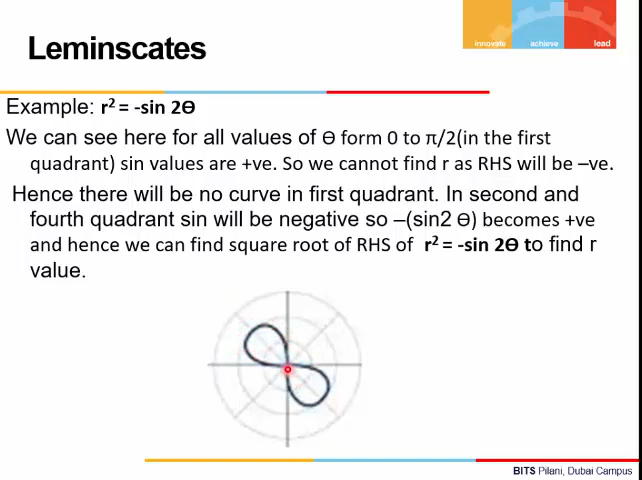 Leminscates
innovate achieve lead
Example: r² = -sin 2Ө
We can see here for all values of Ө form 0 to π/2(in the first
quadrant) sin values are +ve. So we cannot find r as RHS will be –ve.
Hence there will be no curve in first quadrant. In second and
fourth quadrant sin will be negative so –(sin2 Ө) becomes +ve
and hence we can find square root of RHS of r² = -sin 2Ө to find r
value.
BITS Pilani, Dubai Campus